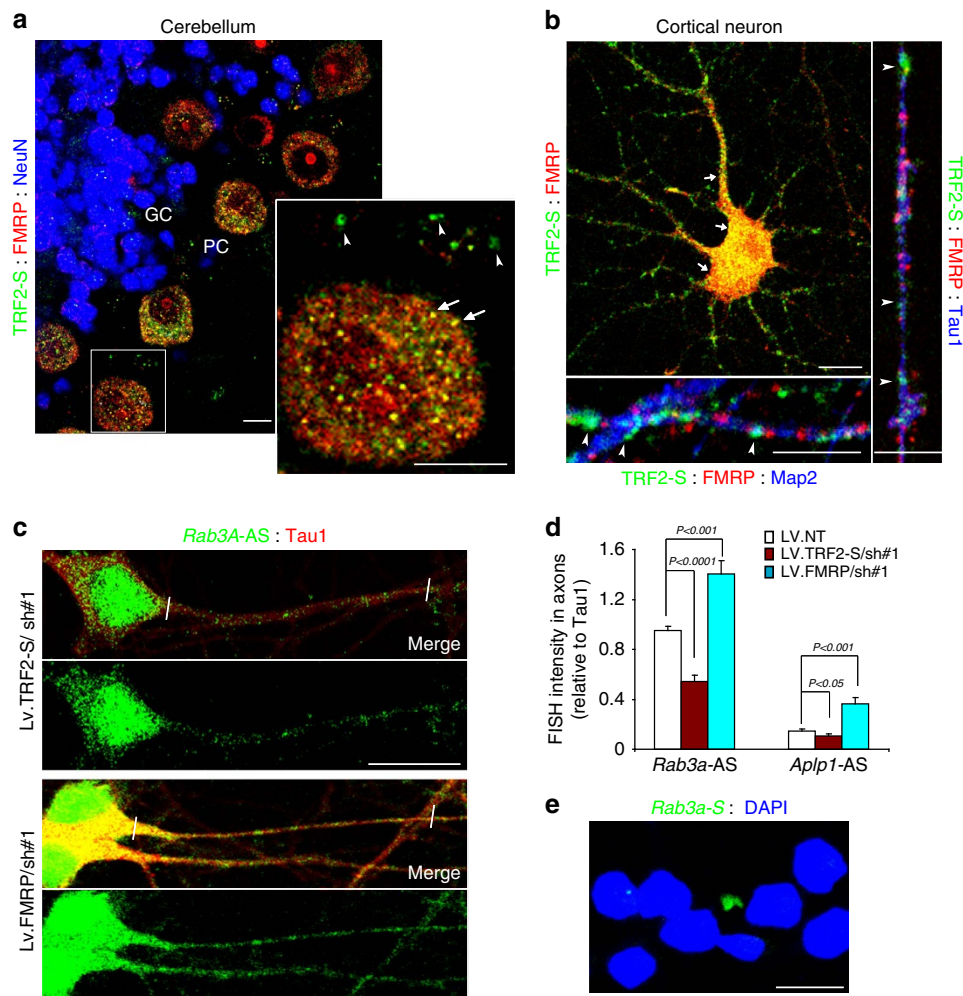 a
Cerebellum
TRF2-S : FMRP : NeuN
GC
PC
b
Cortical neuron
TRF2-S : FMRP
TRF2-S : FMRP : Tau1
TRF2-S : FMRP : Map2
c
Rab3A-AS : Tau1
Lv.TRF2-S/ sh#1
Merge
Lv.FMRP/sh#1
Merge
d
FISH intensity in axons
(relative to Tau1)
1.6
1.2
0.8
0.4
0
P<0.001
P<0.0001
P<0.001
P<0.05
LV.NT
LV.TRF2-S/sh#1
LV.FMRP/sh#1
Rab3a-AS
Aplp1-AS
e
Rab3a-S : DAPI